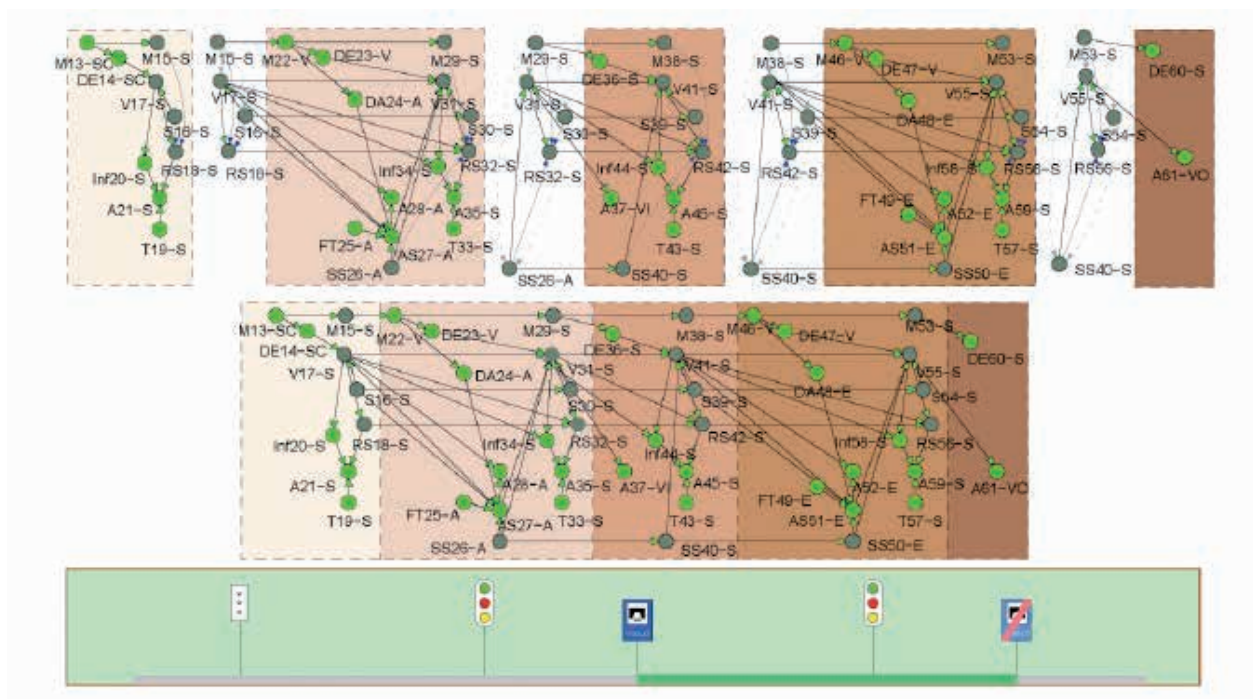 M13-SC
M15-S
DE14-SC
V17-S
S16-S
RS18-S
Inf20-S
A21-S
T19-S
M15-S
M22-V
DE23-V
M29-S
V17-S
DA24-A
V31-S
S16-S
S30-S
RS18-S
RS32-S
Inf34-S
A28-A
A35-S
FT25-A
AS27-A
T33-S
SS26-A
M29-S
M38-S
DE36-S
V31-S
V41-S
S30-S
S39-S
RS32-S
RS42-S
Inf44-S
A37-VI
A45-S
T43-S
SS26-A
SS40-S
M38-S
M46-V
M53-S
DE47-V
V41-S
V55-S
DA48-E
S39-S
S54-S
RS42-S
RS56-S
Inf58-S
FT49-E
A52-E
A59-S
AS51-E
T57-S
SS40-S
SS50-E
M53-S
DE60-S
V55-S
S54-S
RS56-S
A61-VO
SS40-S
M13-SC
M15-S
M22-V
DE23-V
M29-S
M38-S
M46-V
DE47-V
M53-S
DE14-SC
DE36-S
DE60-S
V17-S
DA24-A
V31-S
V41-S
DA48-E
V55-S
S16-S
S30-S
S39-S
S54-S
Inf20-S
RS18-S
Inf34-S
RS32-S
Inf44-S
RS42-S
Inf58-S
RS56-S
A21-S
A28-A
A35-S
A37-VI
A45-S
A52-E
A59-S
A61-VO
T19-S
FT25-A
AS27-A
T33-S
T43-S
FT49-E
AS51-E
T57-S
SS26-A
SS40-S
SS50-E